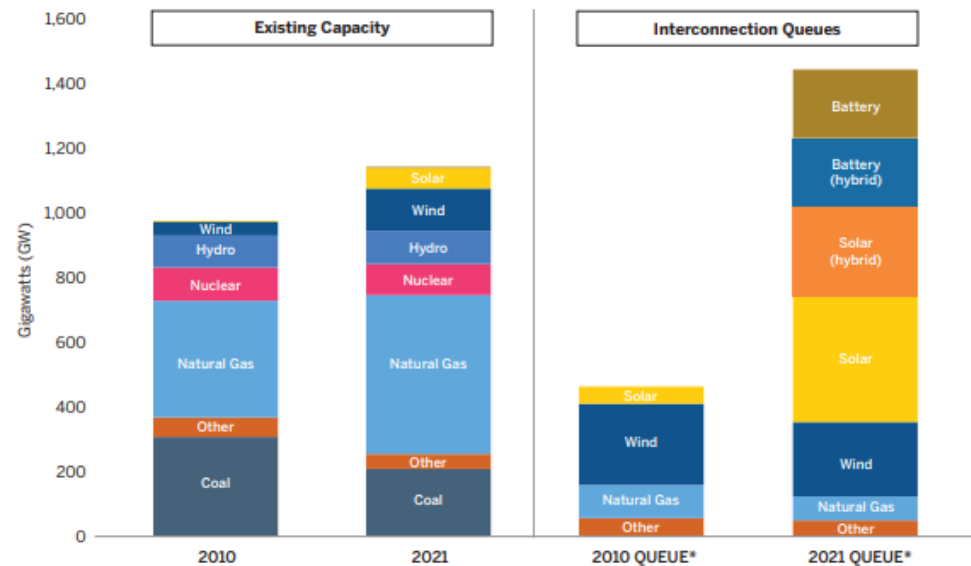 Existing Capacity
Interconnection Queues
Gigawatts (GW)
1,600
1,400
1,200
1,000
800
600
400
200
0
Wind
Hydro
Nuclear
Natural Gas
Other
Coal
2010
Solar
Wind
Hydro
Nuclear
Natural Gas
Other
Coal
2021
Solar
Wind
Natural Gas
Other
2010 QUEUE*
Battery
Battery
(hybrid)
Solar
(hybrid)
Solar
Wind
Natural Gas
Other
2021 QUEUE*